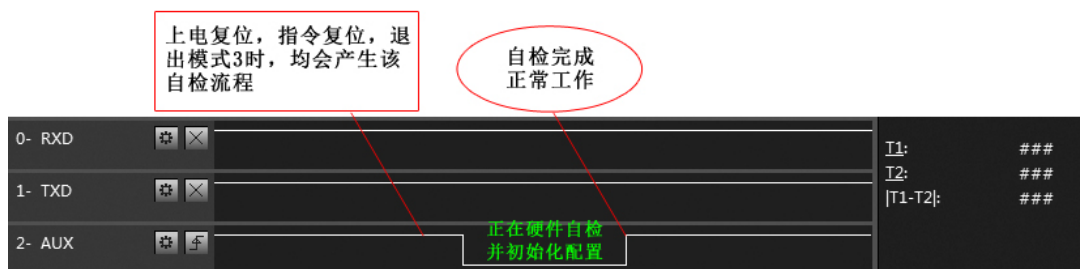 上电复位，指令复位，退
出模式3时，均会产生该
自检流程
自检完成
正常工作
0- RXD
1- TXD
2- AUX
正在硬件自检
并初始化配置
T1: ###
T2: ###
|T1-T2|: ###